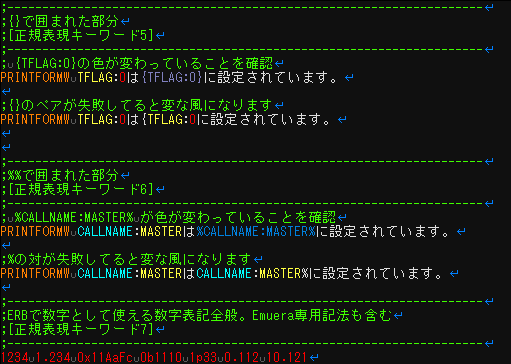 ;------------------------------------------------------------
;{}で囲まれた部分↵
;[正規表現キーワード5]↵
;------------------------------------------------------------
; {TFLAG:0}の色が変わっていることを確認
PRINTFORMW TFLAG:0は{TFLAG:0}に設定されています。↵
↵
;{}のペアが失敗してると変な風になります
PRINTFORMW TFLAG:0は{TFLAG:0に設定されています。↵
↵
↵
;------------------------------------------------------------
;%%で囲まれた部分↵
;[正規表現キーワード6]↵
;------------------------------------------------------------
; %CALLNAME:MASTER% が色が変わっていることを確認
PRINTFORMW CALLNAME:MASTERは%CALLNAME:MASTER%に設定されています。↵
↵
;%の対が失敗してると変な風になります
PRINTFORMW CALLNAME:MASTERはCALLNAME:MASTER%に設定されています。↵
↵
;------------------------------------------------------------
;ERBで数字として使える数字表記全般。Emuera専用記法も含む
;[正規表現キーワード7]↵
;------------------------------------------------------------
1234 1.234 0x11AaFc 0b1110 1p33 0.112 10.121